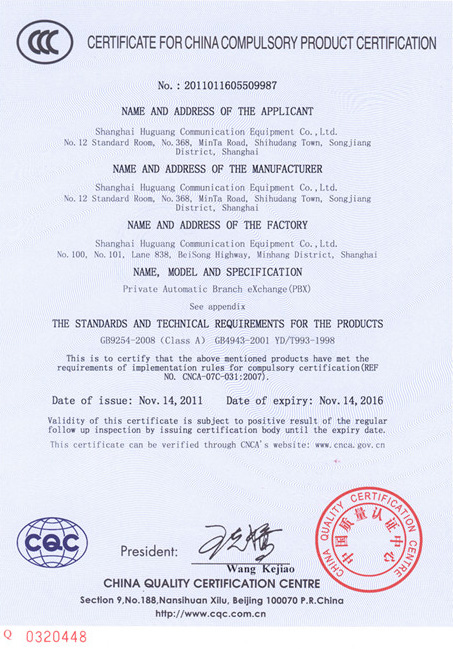 CCC
CERTIFICATE FOR CHINA COMPULSORY PRODUCT CERTIFICATION
No.: 2011011605509987
NAME AND ADDRESS OF THE APPLICANT
Shanghai Huguang Communication Equipment Co.,Ltd.
No.12 Standard Room, No.368, MinTa Road, Shihudang Town, Songjiang
District, Shanghai
NAME AND ADDRESS OF THE MANUFACTURER
Shanghai Huguang Communication Equipment Co.,Ltd.
No.12 Standard Room, No.368, MinTa Road, Shihudang Town, Songjiang
District, Shanghai
NAME AND ADDRESS OF THE FACTORY
Shanghai Huguang Communication Equipment Co.,Ltd.
No.100, No.101, Lane 838, BeiSong Highway, Minhang District, Shanghai
NAME, MODEL AND SPECIFICATION
Private Automatic Branch eXchange(PBX)
See appendix
THE STANDARDS AND TECHNICAL REQUIREMENTS FOR THE PRODUCTS
GB9254-2008 (Class A) GB4943-2001 YD/T993-1998
This is to certify that the above mentioned products have met the
requirements of implementation rules for compulsory certification(REF
NO. CNCA-07C-031:2007).
Date of issue: Nov.14,2011 Date of expiry: Nov.14,2016
Validity of this certificate is subject to positive result of the regular
follow up inspection by issuing certification body until the expiry date.
This certificate can be verified through CNCA's website: www.cnca.gov.cn
CQC
President: 王克娇
Wang Kejiao
CHINA QUALITY CERTIFICATION CENTRE
中国质量认证中心
CHINA QUALITY CERTIFICATION CENTRE
Section 9,No.188,Nansihuan Xilu, Beijing 100070 P.R.China
http://www.cqc.com.cn
Q 0320448